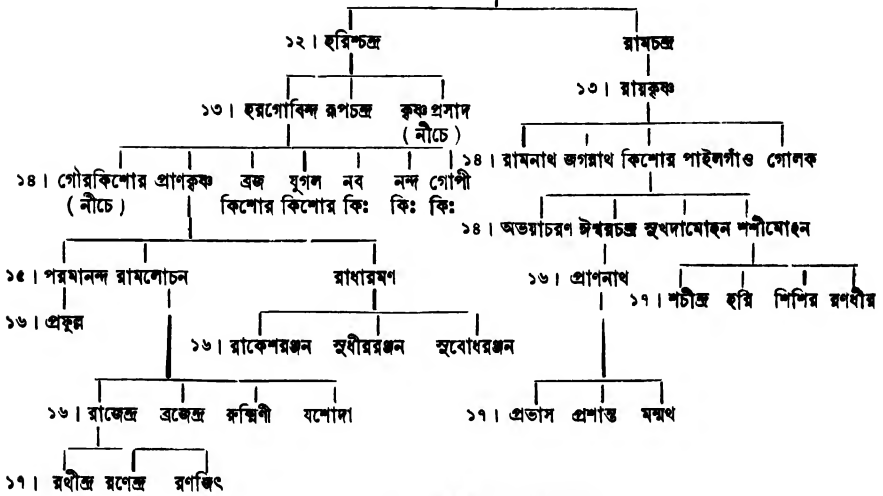 ১২। হরিশ্চন্দ্র রামচন্দ্র
১৩। রায়কৃষ্ণ
১৩। হরগোবিন্দ রূপচন্দ্র কৃষ্ণপ্রসাদ
( নীচে )
১৪। রামনাথ জগন্নাথ কিশোর পাইলগাঁও গোলক
১৪। গৌরকিশোর প্রাণকৃষ্ণ ব্রজ যুগল নব নন্দ গোপী
( নীচে ) কিশোর কিশোর কিঃ কিঃ কিঃ
১৪। অভয়াচরণ ঈশ্বরচন্দ্র সুখদামোহন শশীমোহন
১৫। পরমানন্দ রামলোচন রাধারমণ
১৬। প্রাণনাথ
১৭। শচীন্দ্র হরি শিশির রণধীর
১৬। প্রফুল্ল
১৬। রাকেশরঞ্জন সুধীররঞ্জন সুবোধরঞ্জন
১৬। রাজেন্দ্র ব্রজেন্দ্র রুক্মিণী যশোদা
১৭। প্রভাস প্রশান্ত মন্মথ
১৭। রথীন্দ্র রণেন্দ্র রণজিৎ